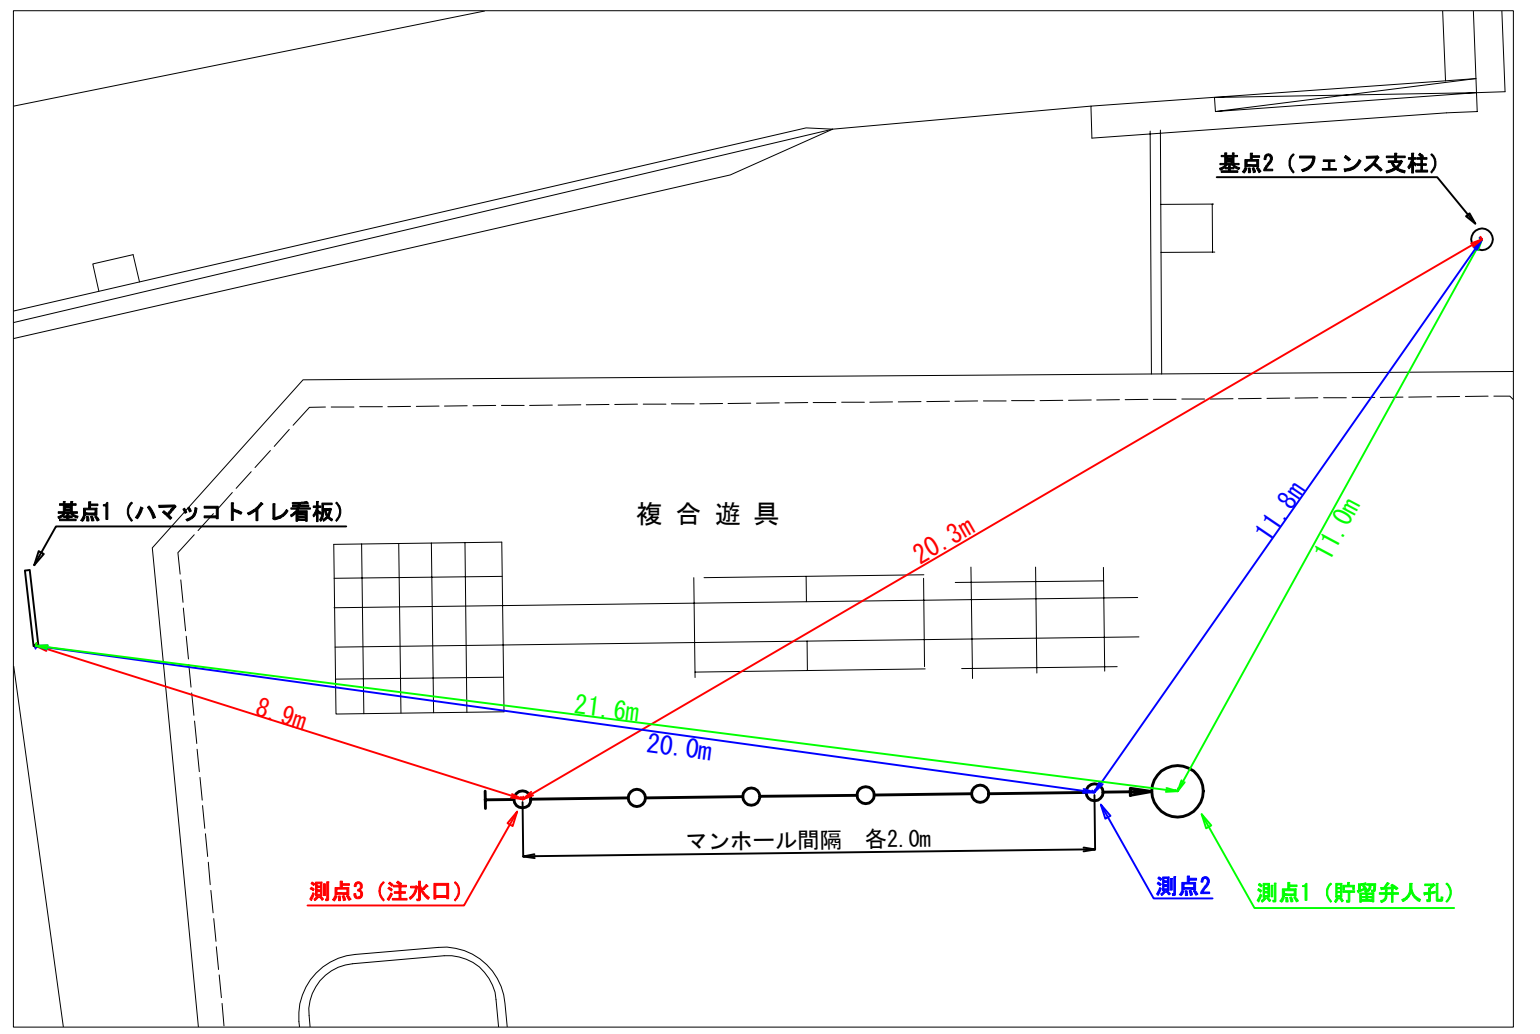 基点2（フェンス支柱）
基点1（ハマッコトイレ看板）
複合遊具
20.3m
11.8m
11.0m
8.9m
21.6m
20.0m
マンホール間隔　各2.0m
測点3（注水口）
測点2
測点1（貯留弁人孔）